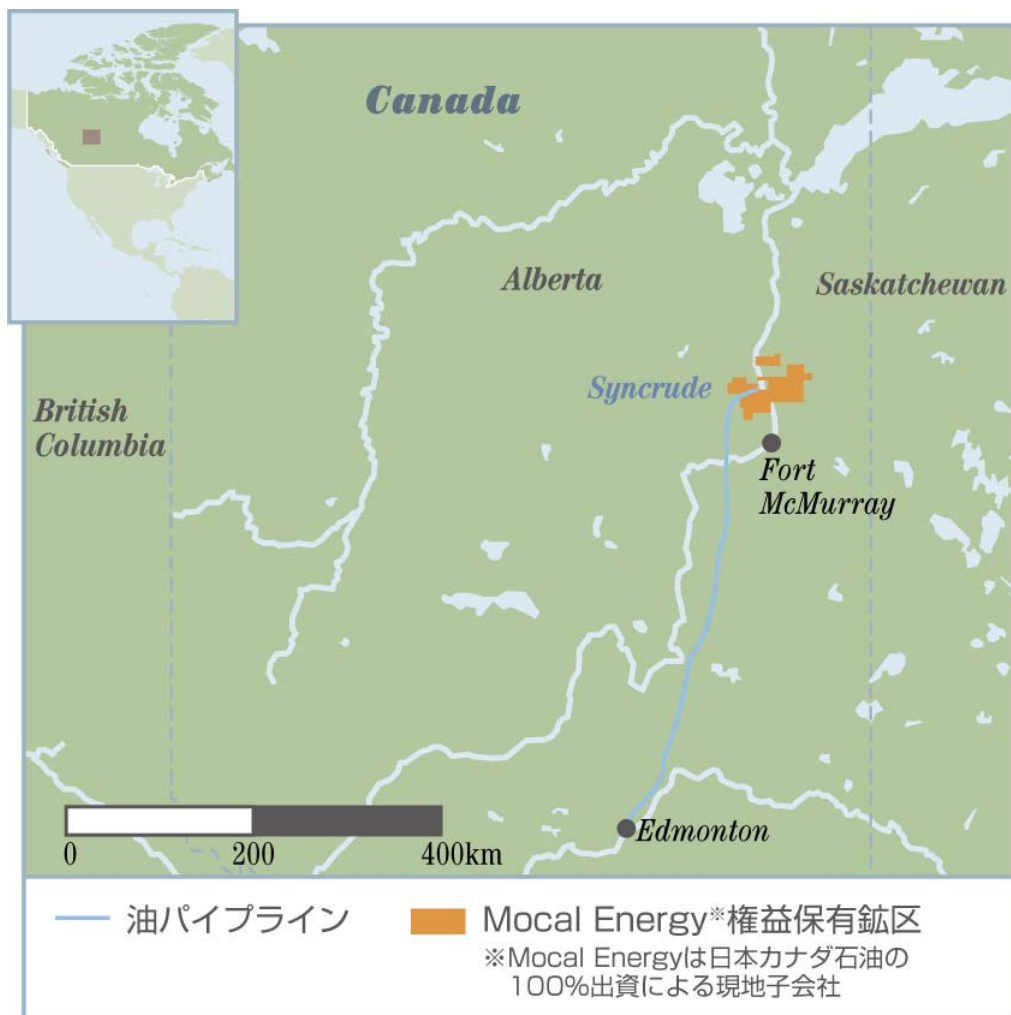 Canada
Alberta
Saskatchewan
Syncrude
British
Columbia
Fort
McMurray
Edmonton
0 200 400km
油パイプライン
Mocal Energy※権益保有鉱区
※Mocal Energyは日本カナダ石油の
100%出資による現地子会社